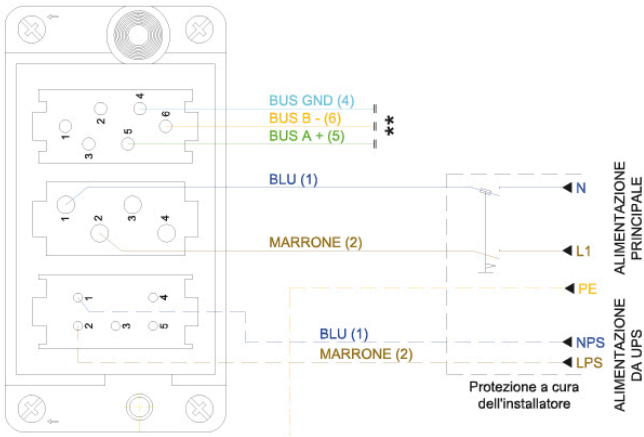 BUS GND (4)
BUS B - (6)
BUS A + (5)
**
1
2
3
4
5
6
BLU (1)
N
MARRONE (2)
L1
ALIMENTAZIONE
PRINCIPALE
1
2
3
4
PE
1
2
3
4
5
BLU (1)
NPS
MARRONE (2)
LPS
ALIMENTAZIONE
DA UPS
Protezione a cura
dell'installatore